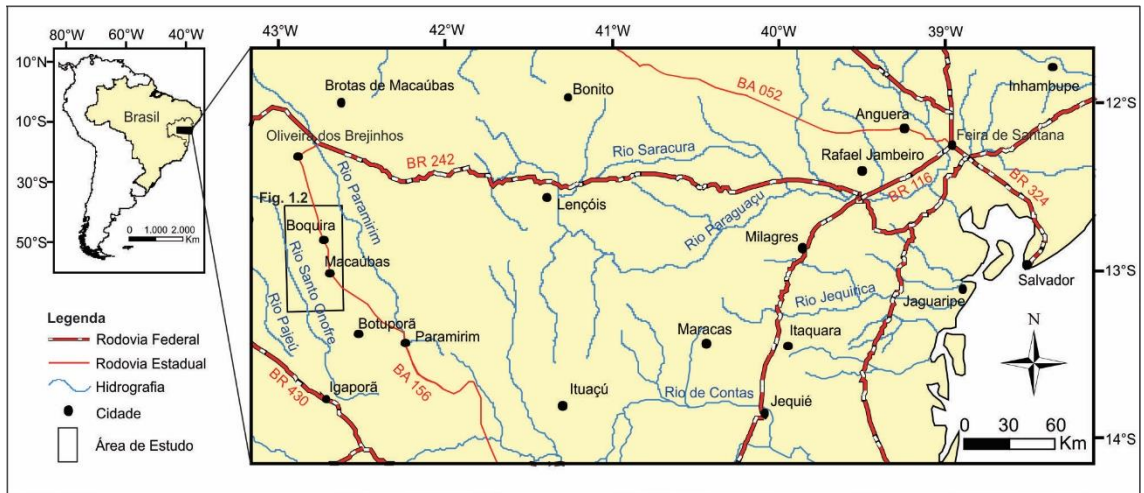 80°W 60°W 40°W
10°N
10°S
30°S
50°S
Brasil
0 1.000 2.000
Km
Legenda
Rodovia Federal
Rodovia Estadual
Hidrografia
Cidade
Área de Estudo
43°W 42°W 41°W 40°W 39°W
12°S
13°S
14°S
Brotas de Macaúbas
Bonito
BA 052
Inhambupe
Anguera
Oliveira dos Brejinhos
Feira de Santana
Rio Saracura
Rafael Jambeiro
BR 242
BR 116
BR 324
Rio Paramirim
Fig. 1.2
Lençóis
Rio Paraguaçu
Boquira
Milagres
Macaúbas
Salvador
Rio Santo Onofre
Rio Pajeú
Rio Jequiriça
Jaguaripe
Botuporã
Paramirim
Maracas
Itaquara
N
BR 430
Igaporã
BA 156
Ituaçú
Rio de Contas
Jequié
0 30 60
Km